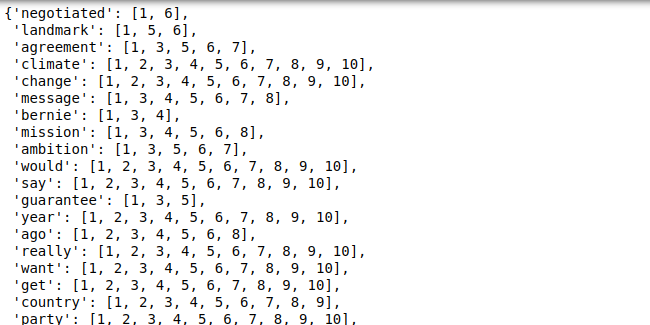 {'negotiated': [1, 6],
'landmark': [1, 5, 6],
'agreement': [1, 3, 5, 6, 7],
'climate': [1, 2, 3, 4, 5, 6, 7, 8, 9, 10],
'change': [1, 2, 3, 4, 5, 6, 7, 8, 9, 10],
'message': [1, 3, 4, 5, 6, 7, 8],
'bernie': [1, 3, 4],
'mission': [1, 3, 4, 5, 6, 8],
'ambition': [1, 3, 5, 6, 7],
'would': [1, 2, 3, 4, 5, 6, 7, 8, 9, 10],
'say': [1, 2, 3, 4, 5, 6, 7, 8, 9, 10],
'guarantee': [1, 3, 5],
'year': [1, 2, 3, 4, 5, 6, 7, 8, 9, 10],
'ago': [1, 2, 3, 4, 5, 6, 8],
'really': [1, 2, 3, 4, 5, 6, 7, 8, 9, 10],
'want': [1, 2, 3, 4, 5, 6, 7, 8, 9, 10],
'get': [1, 2, 3, 4, 5, 6, 7, 8, 9, 10],
'country': [1, 2, 3, 4, 5, 6, 7, 8, 9],
'party': [1, 2, 3, 4, 5, 6, 7, 8, 9, 10],